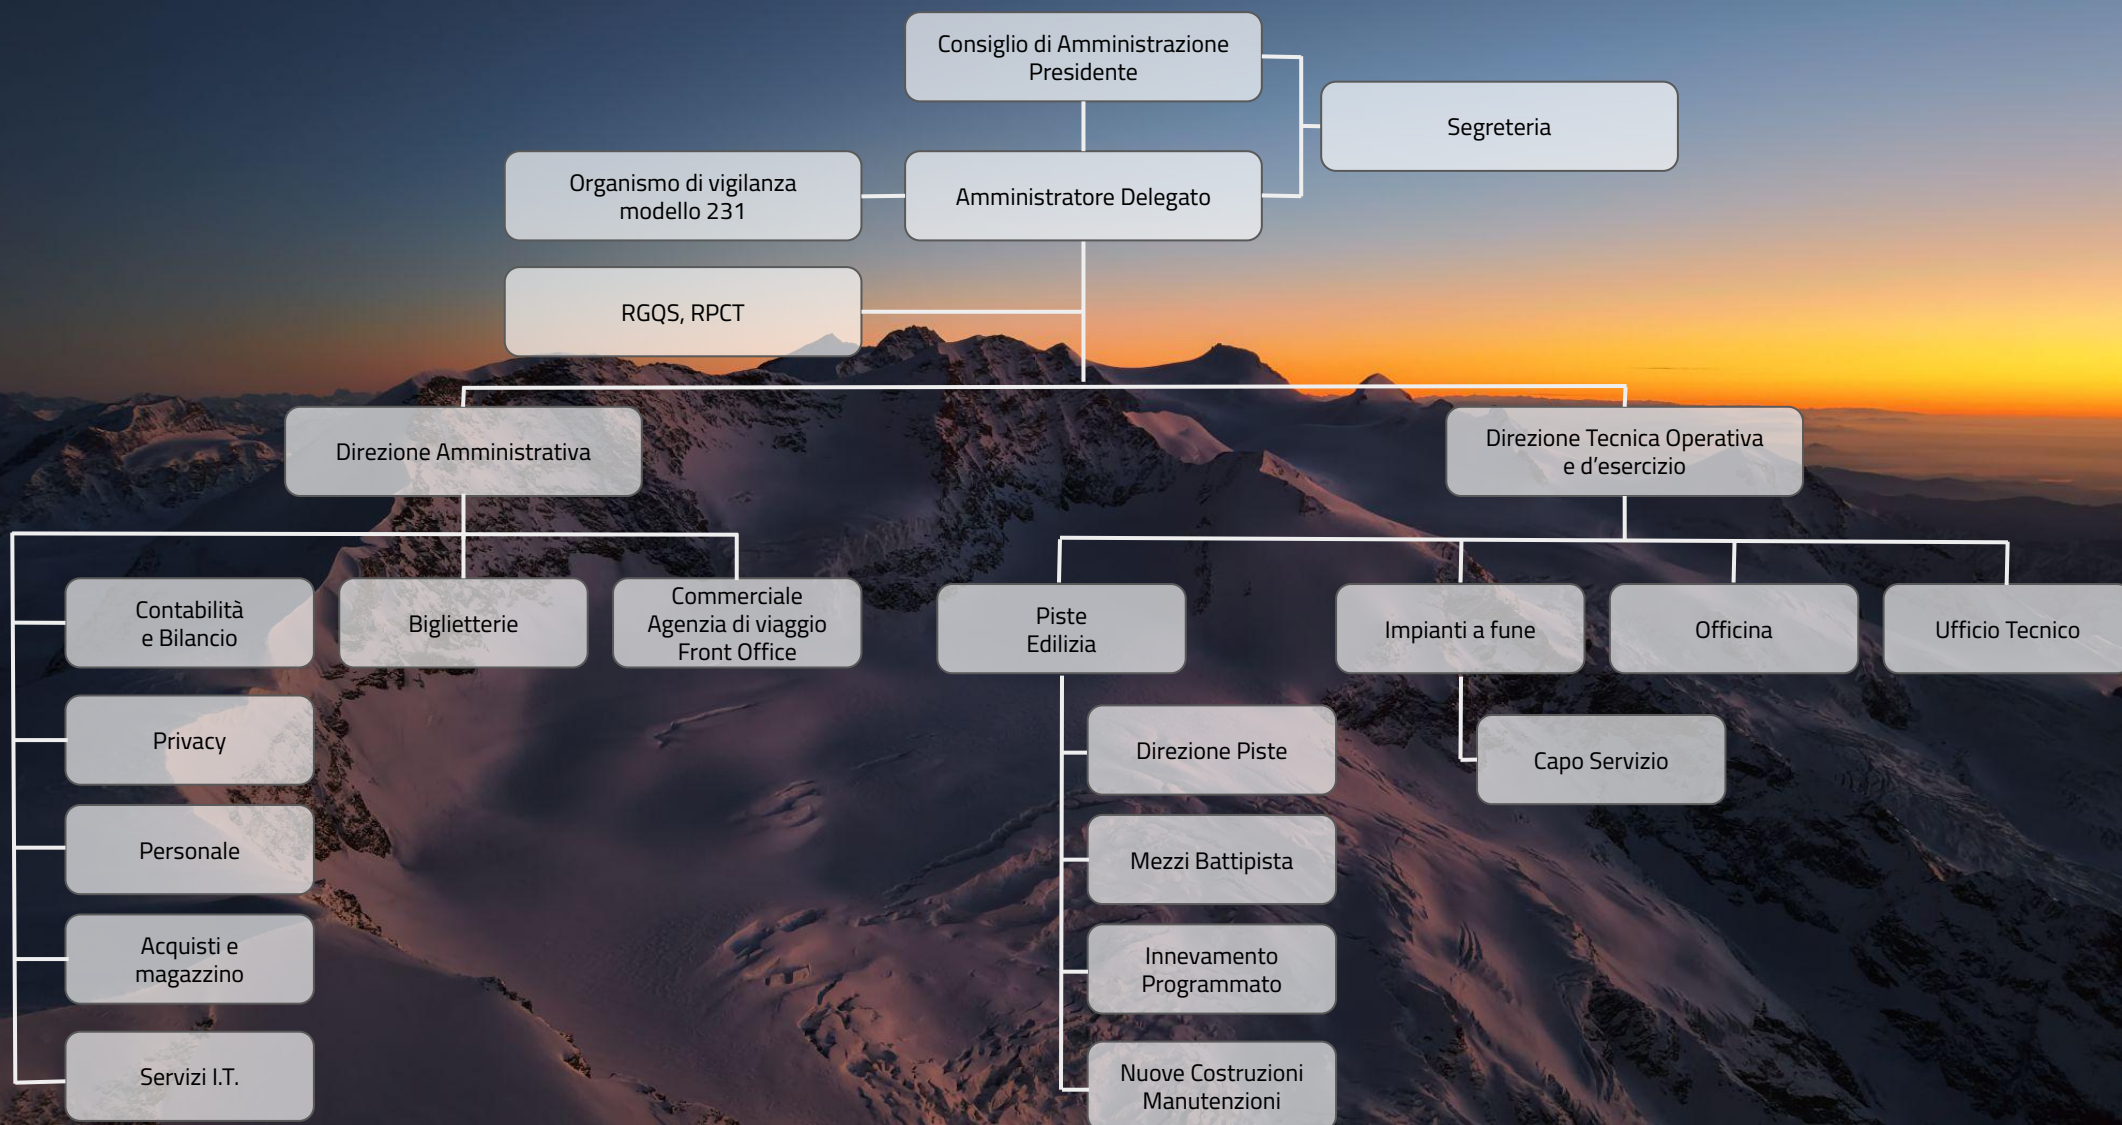 Consiglio di Amministrazione
Presidente
Segreteria
Organismo di vigilanza
modello 231
Amministratore Delegato
RGQS, RPCT
Direzione Amministrativa
Direzione Tecnica Operativa
e d’esercizio
Contabilità
e Bilancio
Biglietterie
Commerciale
Agenzia di viaggio
Front Office
Piste
Edilizia
Impianti a fune
Officina
Ufficio Tecnico
Privacy
Direzione Piste
Capo Servizio
Personale
Mezzi Battipista
Acquisti e
magazzino
Innevamento
Programmato
Servizi I.T.
Nuove Costruzioni
Manutenzioni